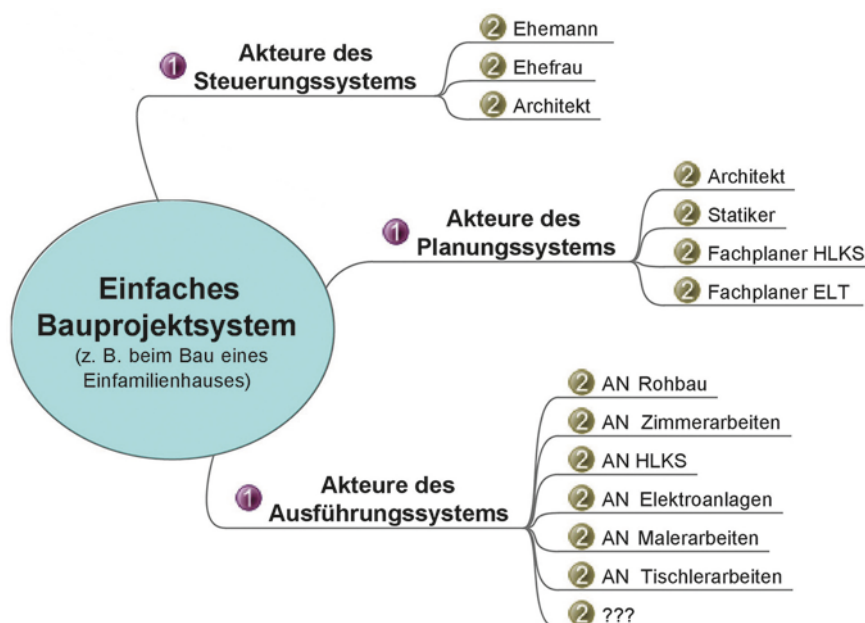 Einfaches
Bauprojektsystem
(z. B. beim Bau eines
Einfamilienhauses)
1 Akteure des
Steuerungssystems
2 Ehemann
2 Ehefrau
2 Architekt
1 Akteure des
Planungssystems
2 Architekt
2 Statiker
2 Fachplaner HLKS
2 Fachplaner ELT
1 Akteure des
Ausführungssystems
2 AN Rohbau
2 AN Zimmerarbeiten
2 AN HLKS
2 AN Elektroanlagen
2 AN Malerarbeiten
2 AN Tischlerarbeiten
2 ???